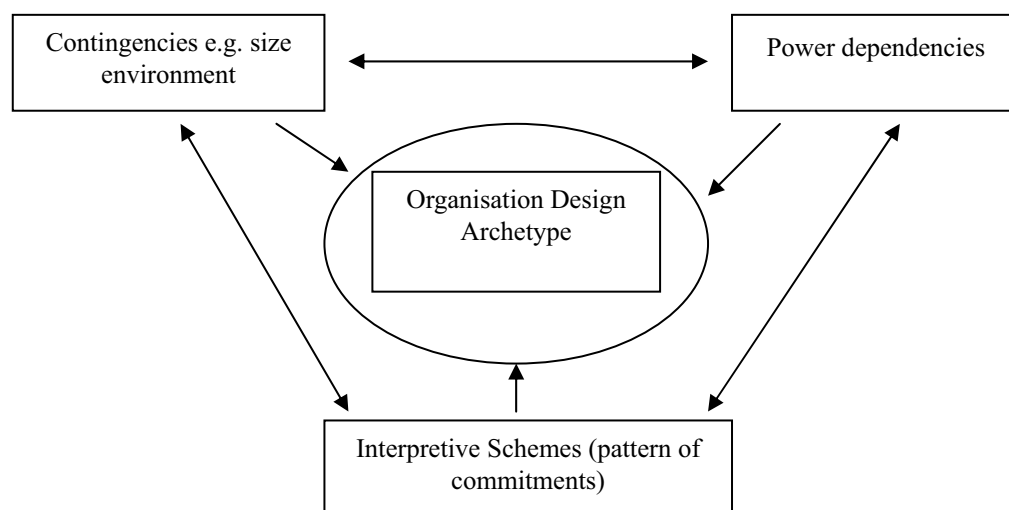 Contingencies e.g. size
environment
Power dependencies
Organisation Design
Archetype
Interpretive Schemes (pattern of
commitments)